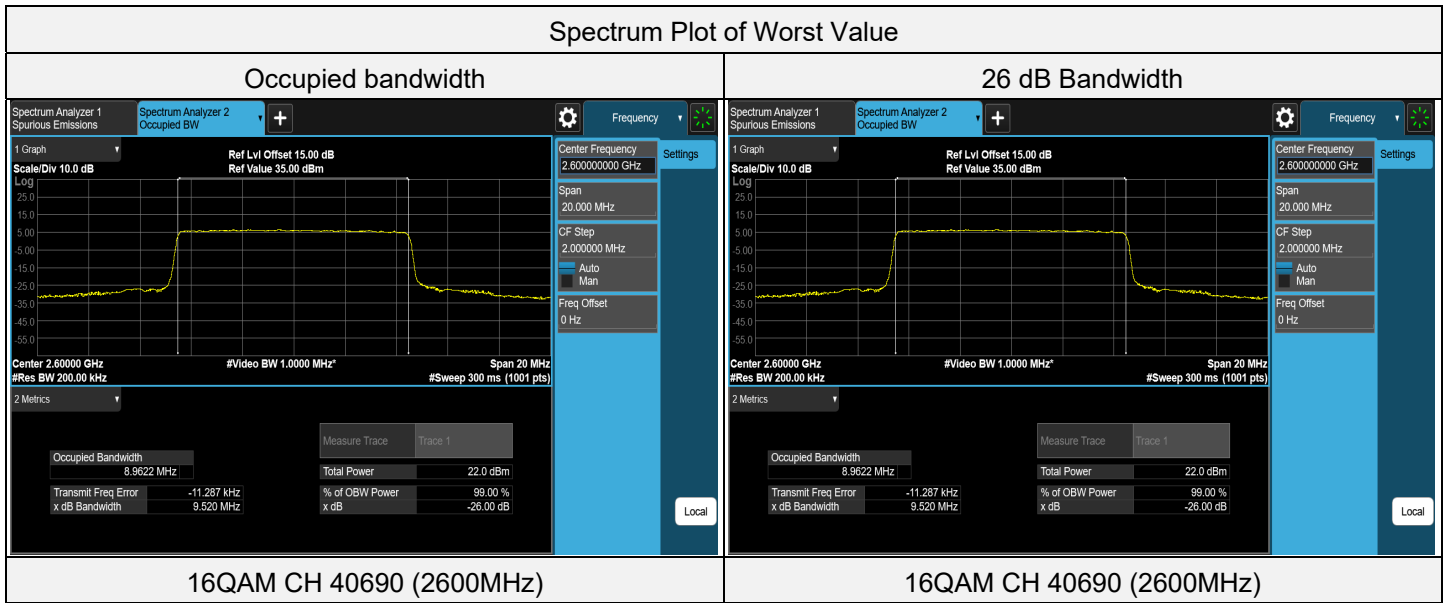 Spectrum Plot of Worst Value
Occupied bandwidth
26 dB Bandwidth
Spectrum Analyzer 1
Spurious Emissions
Spectrum Analyzer 2
Occupied BW
+
Frequency
1 Graph
Scale/Div 10.0 dB
Ref Lvl Offset 15.00 dB
Ref Value 35.00 dBm
Log
25.0
15.0
5.00
-5.00
-15.0
-25.0
-35.0
-45.0
-55.0
Center 2.60000 GHz
#Res BW 200.00 kHz
#Video BW 1.0000 MHz*
Span 20 MHz
#Sweep 300 ms (1001 pts)
Center Frequency
2.600000000 GHz
Settings
Span
20.000 MHz
CF Step
2.000000 MHz
Auto
Man
Freq Offset
0 Hz
Local
2 Metrics
Measure Trace Trace 1
Occupied Bandwidth
8.9622 MHz
Total Power 22.0 dBm
Transmit Freq Error -11.287 kHz
% of OBW Power 99.00 %
x dB Bandwidth 9.520 MHz
x dB -26.00 dB
Spectrum Analyzer 1
Spurious Emissions
Spectrum Analyzer 2
Occupied BW
+
Frequency
1 Graph
Scale/Div 10.0 dB
Ref Lvl Offset 15.00 dB
Ref Value 35.00 dBm
Log
25.0
15.0
5.00
-5.00
-15.0
-25.0
-35.0
-45.0
-55.0
Center 2.60000 GHz
#Res BW 200.00 kHz
#Video BW 1.0000 MHz*
Span 20 MHz
#Sweep 300 ms (1001 pts)
Center Frequency
2.600000000 GHz
Settings
Span
20.000 MHz
CF Step
2.000000 MHz
Auto
Man
Freq Offset
0 Hz
Local
2 Metrics
Measure Trace Trace 1
Occupied Bandwidth
8.9622 MHz
Total Power 22.0 dBm
Transmit Freq Error -11.287 kHz
% of OBW Power 99.00 %
x dB Bandwidth 9.520 MHz
x dB -26.00 dB
16QAM CH 40690 (2600MHz)
16QAM CH 40690 (2600MHz)